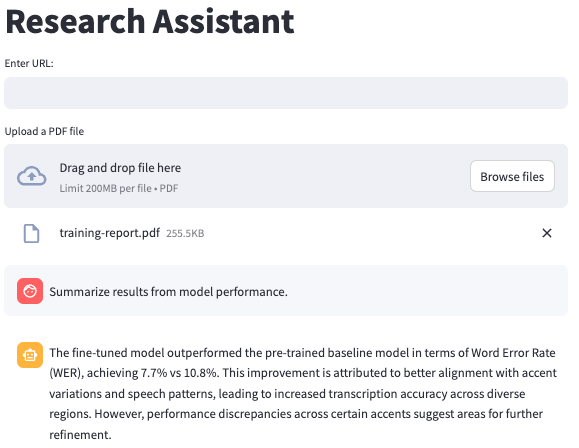 Research Assistant
Enter URL:
Upload a PDF file
Drag and drop file here
Limit 200MB per file • PDF
Browse files
training-report.pdf 255.5KB
Summarize results from model performance.
The fine-tuned model outperformed the pre-trained baseline model in terms of Word Error Rate
(WER), achieving 7.7% vs 10.8%. This improvement is attributed to better alignment with accent
variations and speech patterns, leading to increased transcription accuracy across diverse
regions. However, performance discrepancies across certain accents suggest areas for further
refinement.